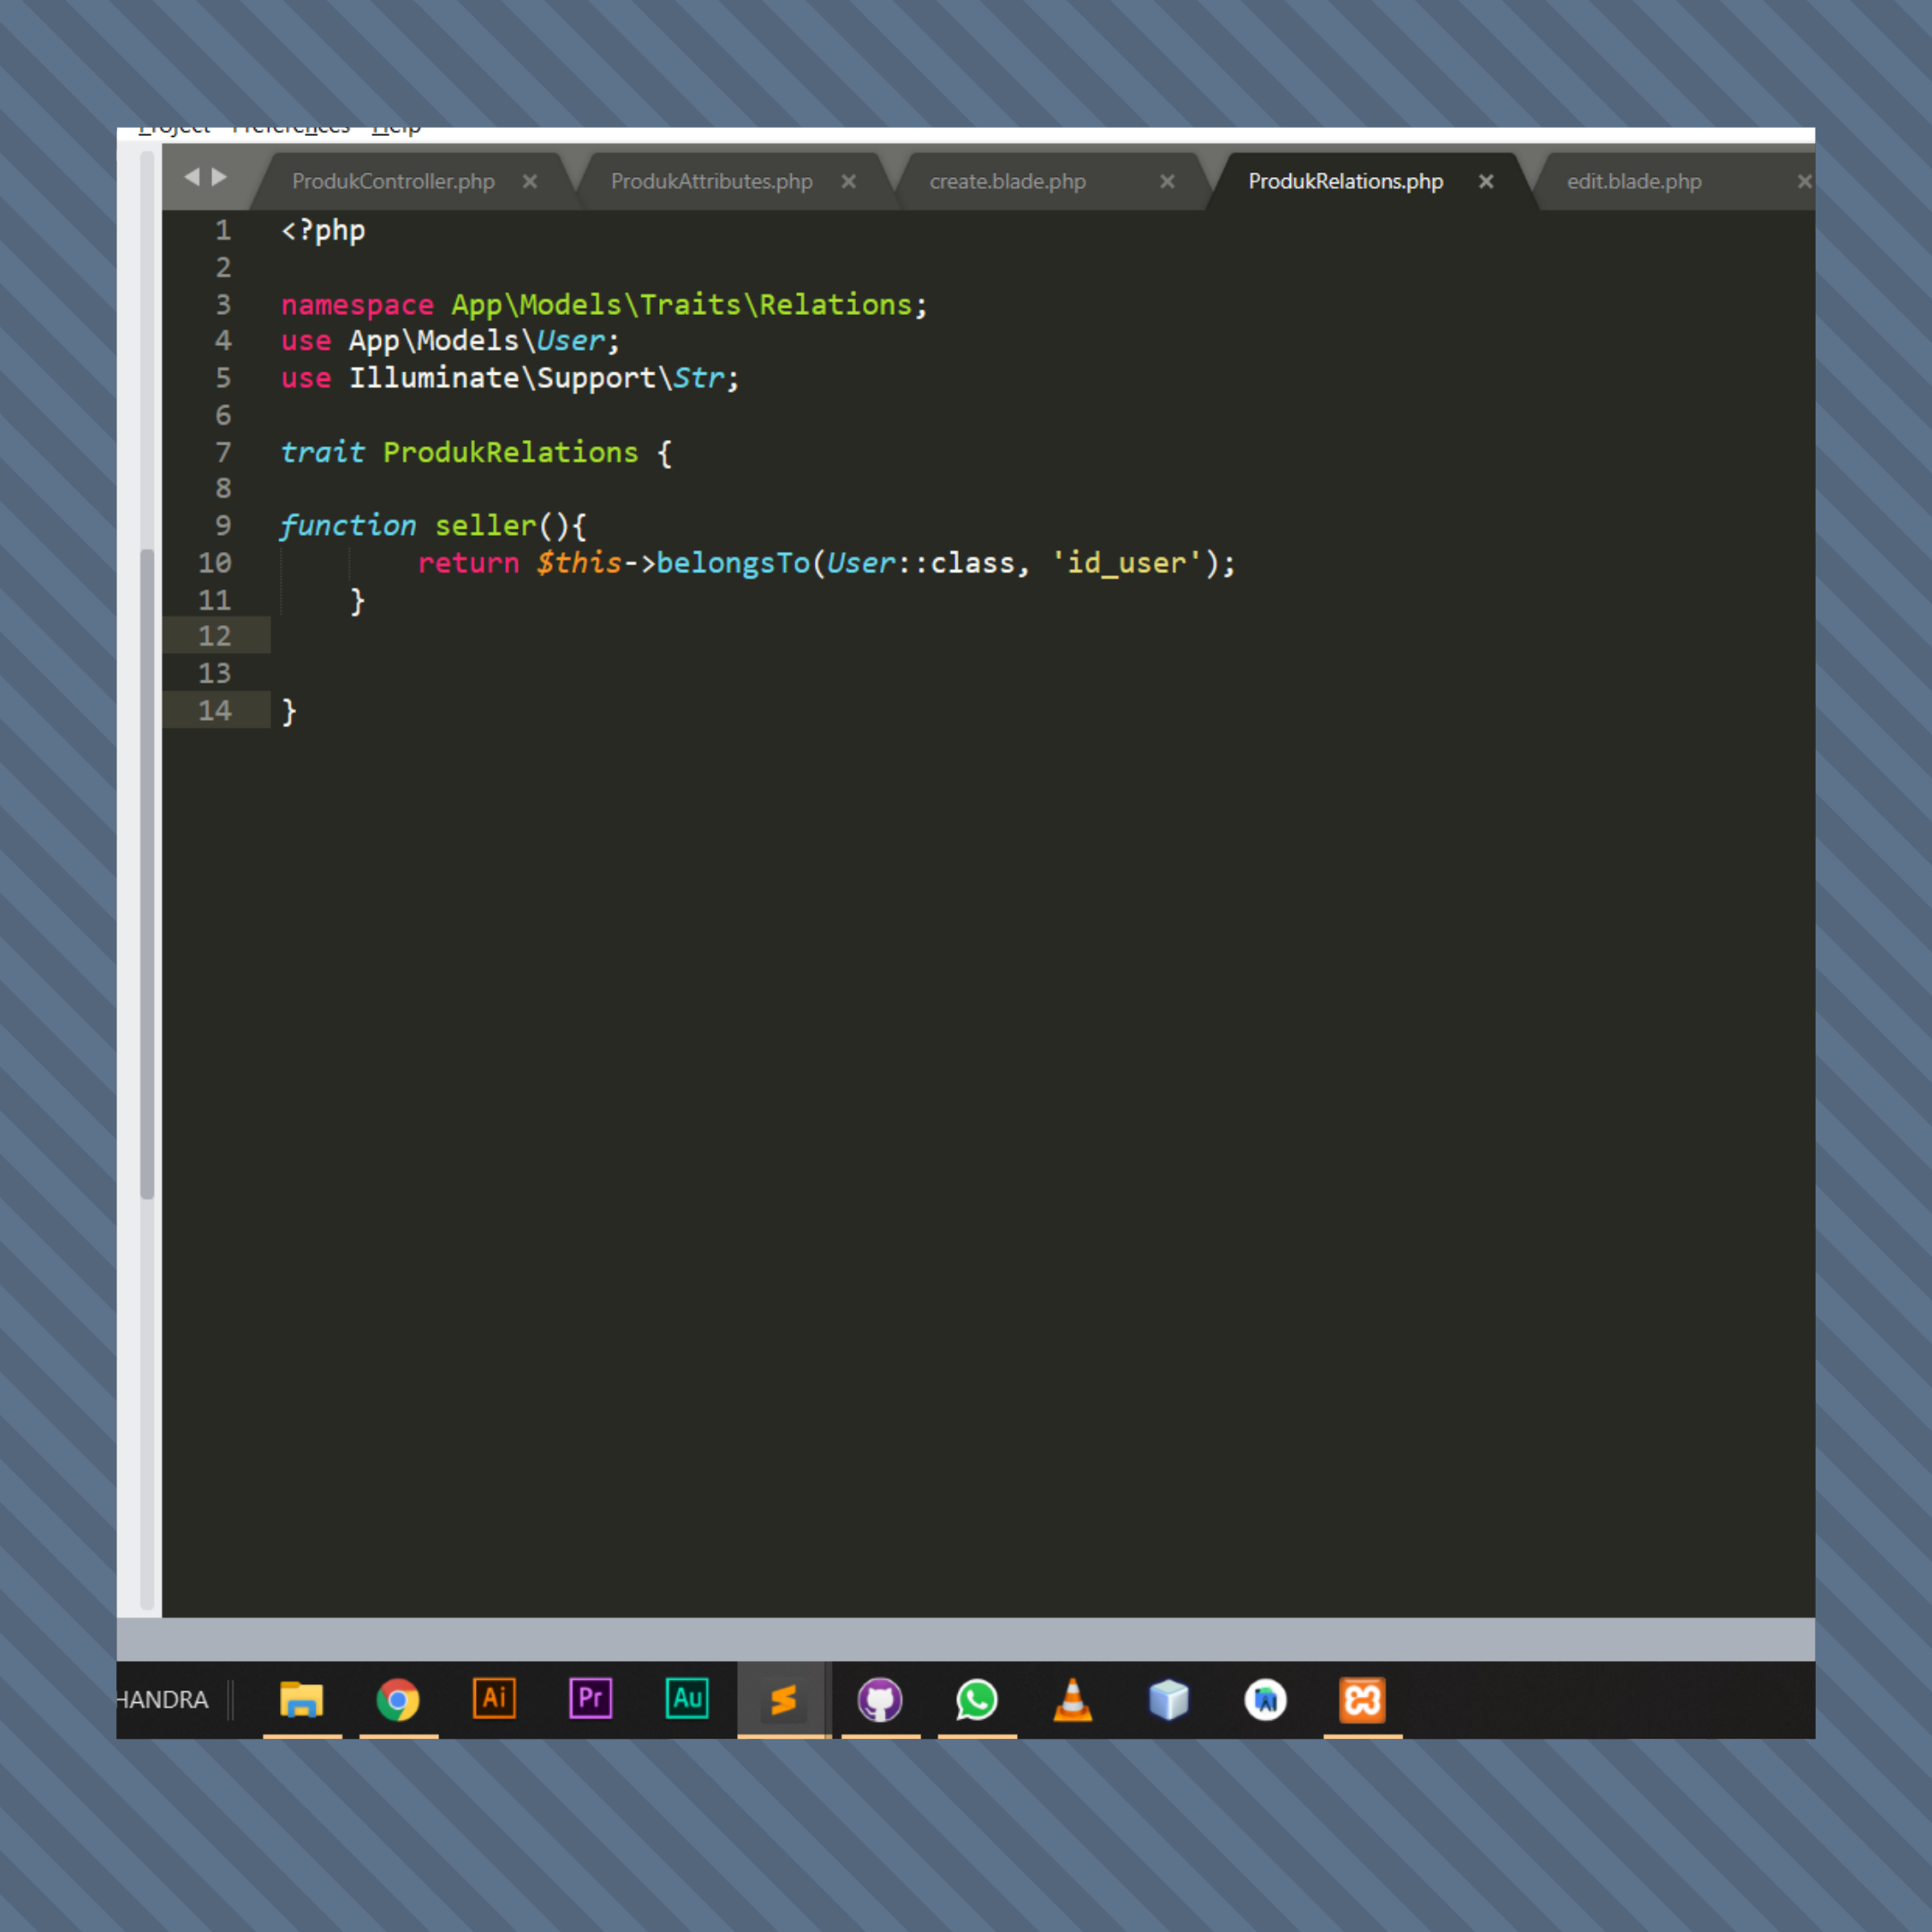 Project Preferences Help
ProdukController.php × ProdukAttributes.php × create.blade.php × ProdukRelations.php × edit.blade.php ×
1 <?php
2
3 namespace App\Models\Traits\Relations;
4 use App\Models\User;
5 use Illuminate\Support\Str;
6
7 trait ProdukRelations {
8
9 function seller(){
10         return $this->belongsTo(User::class, 'id_user');
11     }
12
13
14 }
HANDRA Ai Pr Au